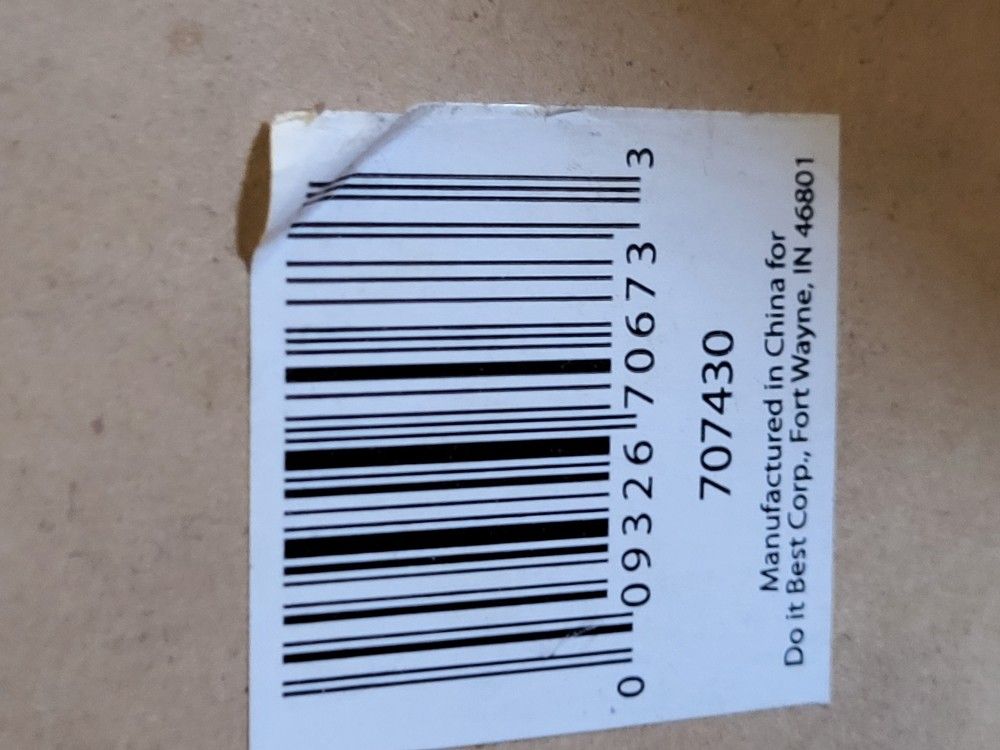 0 09326 70673 3
707430
Manufactured in China for
Do it Best Corp., Fort Wayne, IN 46801